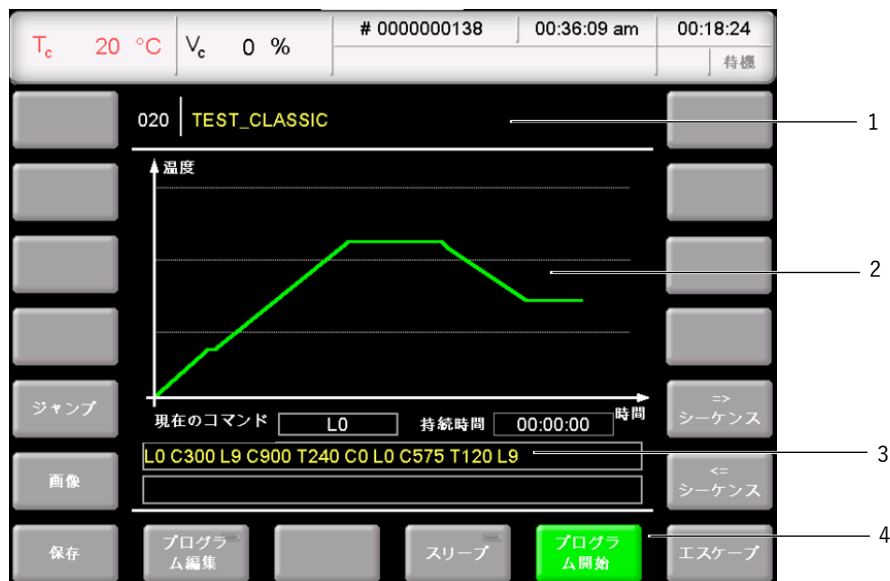 Tc 20 °C Vc 0 % # 0000000138 00:36:09 am 00:18:24
待機
020 TEST_CLASSIC 1
温度
2
ジャンプ
=>
シーケンス
時間
現在のコマンド L0 持続時間 00:00:00
L0 C300 L9 C900 T240 C0 L0 C575 T120 L9 3
画像
<=
シーケンス
保存
プログラ
ム編集
スリープ
プログラ
ム開始
エスケープ
4